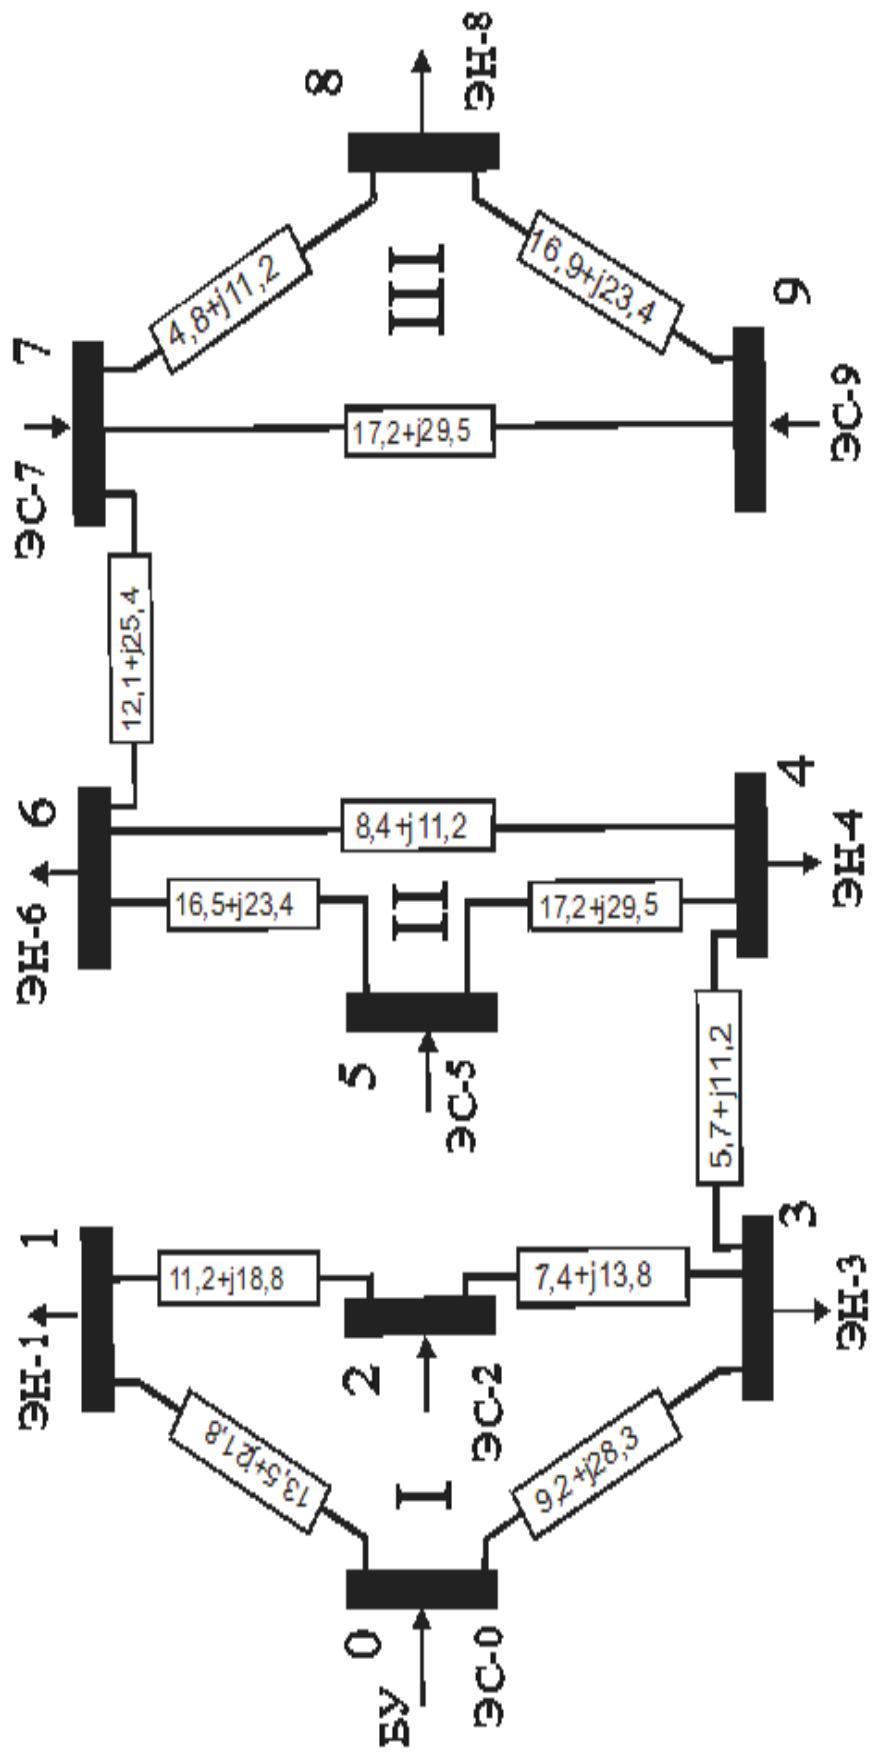 8
ЭН-8
4,8+j11,2
III
16,9+j23,4
7
ЭС-7
17,2+j29,5
9
ЭС-9
12,1+j25,4
6
ЭН-6
8,4+j11,2
4
ЭН-4
16,5+j23,4
II
17,2+j29,5
5
ЭС-5
5,7+j11,2
1
ЭН-1
11,2+j18,8
2
ЭС-2
7,4+j13,8
3
ЭН-3
13,5+j21,8
I
9,2+j28,3
0
БУ
ЭС-0